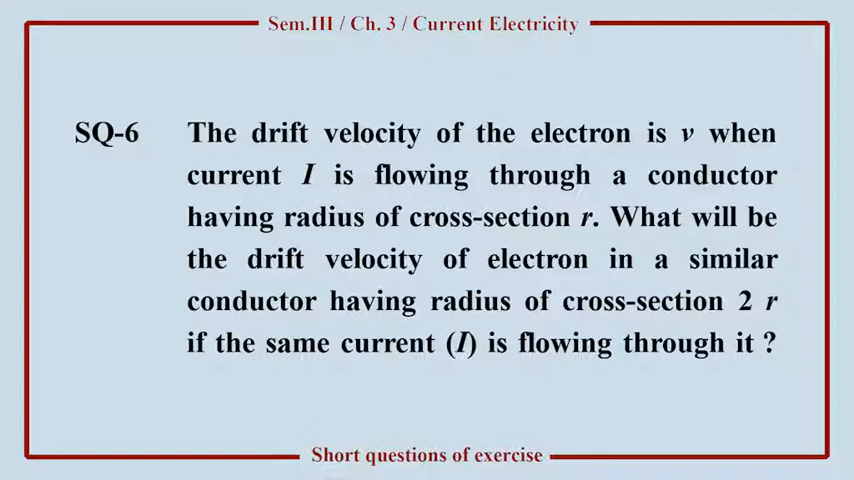 Sem.III / Ch. 3 / Current Electricity
SQ-6 The drift velocity of the electron is v when
current I is flowing through a conductor
having radius of cross-section r. What will be
the drift velocity of electron in a similar
conductor having radius of cross-section 2 r
if the same current (I) is flowing through it ?
Short questions of exercise